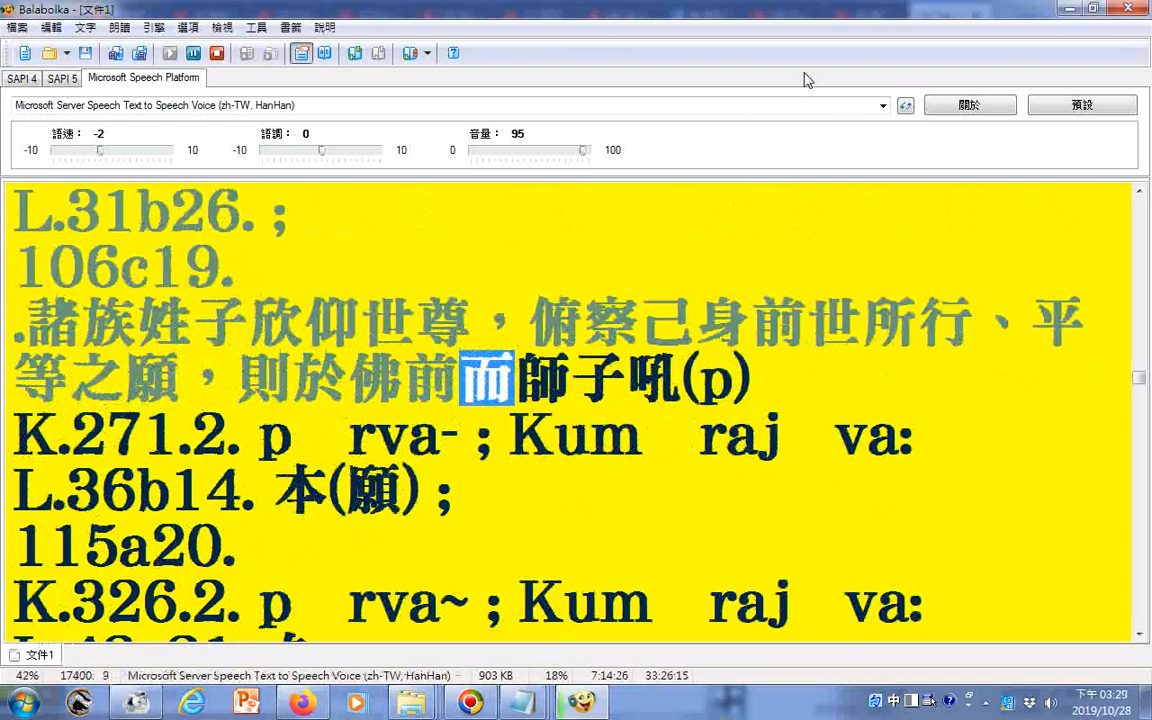 Balabolka - [文件1]
檔案 編輯 文字 朗讀 引擎 選項 檢視 工具 書籤 說明
SAPI 4 SAPI 5 Microsoft Speech Platform
Microsoft Server Speech Text to Speech Voice (zh-TW, HanHan) 關於 預設
語速： -2 語調： 0 音量： 95
-10 10 -10 10 0 100
L.31b26. ;
106c19.
.諸族姓子欣仰世尊，俯察己身前世所行、平
等之願，則於佛前而師子吼(p)
K.271.2. p rva- ; Kum raj va:
L.36b14. 本(願) ;
115a20.
K.326.2. p rva~ ; Kum raj va:
文件1
42% 17400: 9 Microsoft Server Speech Text to Speech Voice (zh-TW, HanHan) 903 KB 18% 7:14:26 33:26:15
中
下午 03:29
2019/10/28